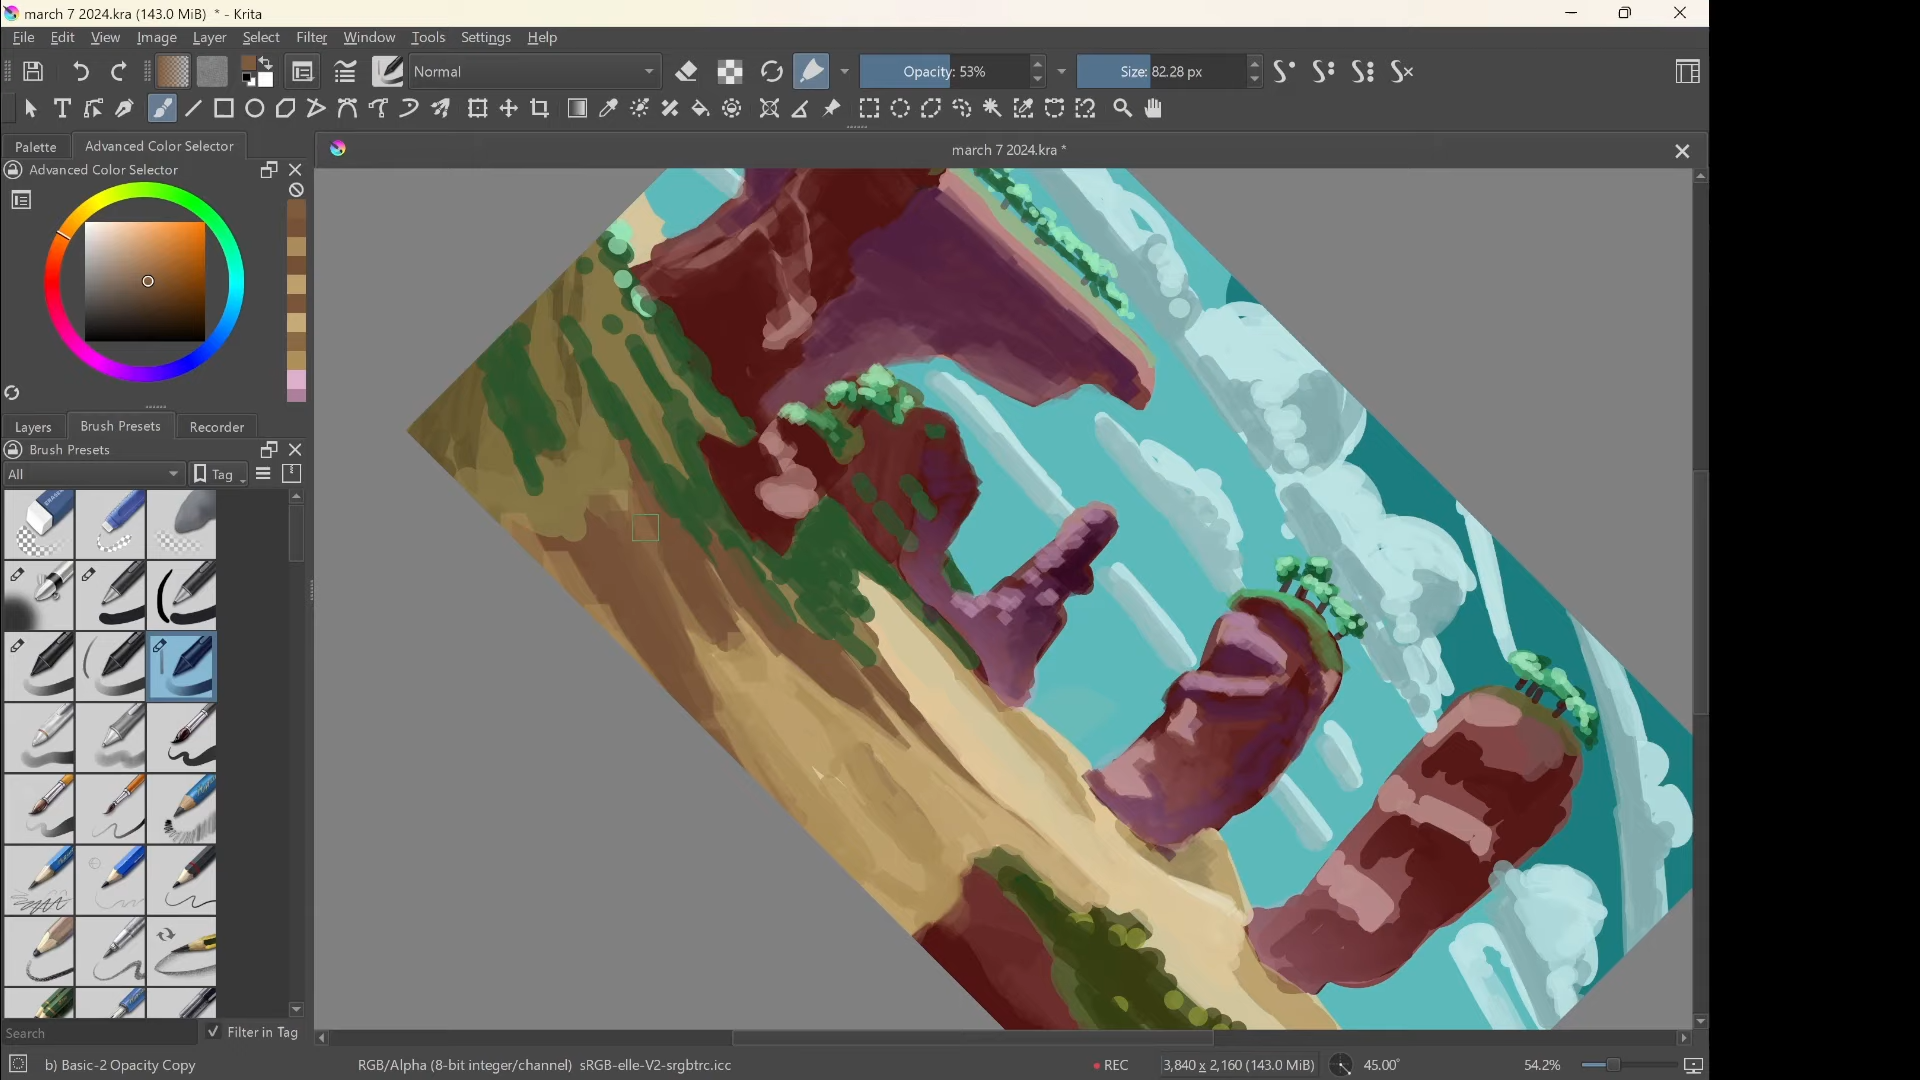 march 7 2024.kra (143.0 MiB) * - Krita
File Edit View Image Layer Select Filter Window Tools Settings Help
Normal Opacity: 53% Size: 82.28 px
Palette Advanced Color Selector
march 7 2024.kra *
Advanced Color Selector
Layers Brush Presets Recorder
Brush Presets
All Tag
Search Filter in Tag
b) Basic-2 Opacity Copy RGB/Alpha (8-bit integer/channel) sRGB-elle-V2-srgbtrc.icc REC 3,840 x 2,160 (143.0 MiB) 45.00° 54.2%